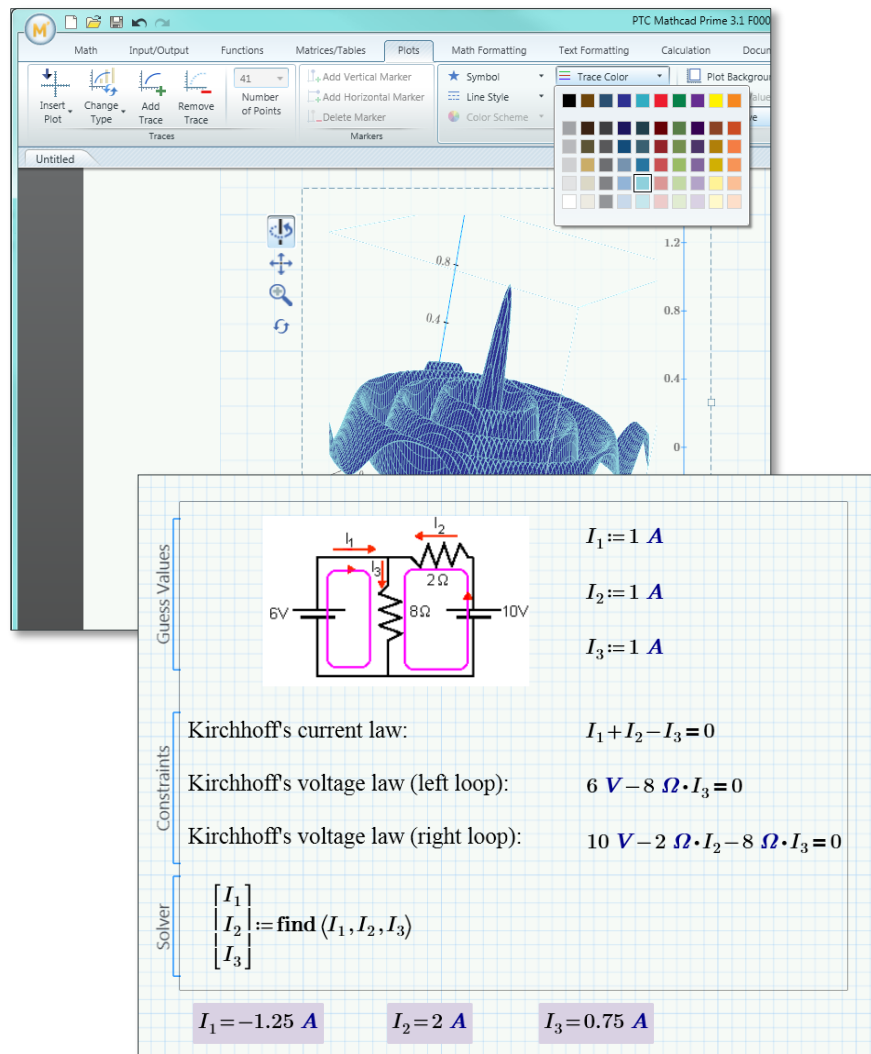 PTC Mathcad Prime 3.1 F000
Math Input/Output Functions Matrices/Tables Plots Math Formatting Text Formatting Calculation Docum
Insert Plot
Change Type
Add Trace
Remove Trace
Traces
41
Number of Points
Add Vertical Marker
Add Horizontal Marker
Delete Marker
Markers
Symbol
Line Style
Color Scheme
Trace Color
Plot Backgroun
Untitled
0.8
0.4
1.2
0.8
0.4
0
Guess Values
I₁
I₂
I₃
2Ω
6V
8Ω
10V
I₁:=1 A
I₂:=1 A
I₃:=1 A
Constraints
Kirchhoff's current law: I₁+I₂−I₃=0
Kirchhoff's voltage law (left loop): 6 V−8 Ω·I₃=0
Kirchhoff's voltage law (right loop): 10 V−2 Ω·I₂−8 Ω·I₃=0
Solver
[I₁
I₂
I₃]:=find (I₁,I₂,I₃)
I₁=−1.25 A I₂=2 A I₃=0.75 A